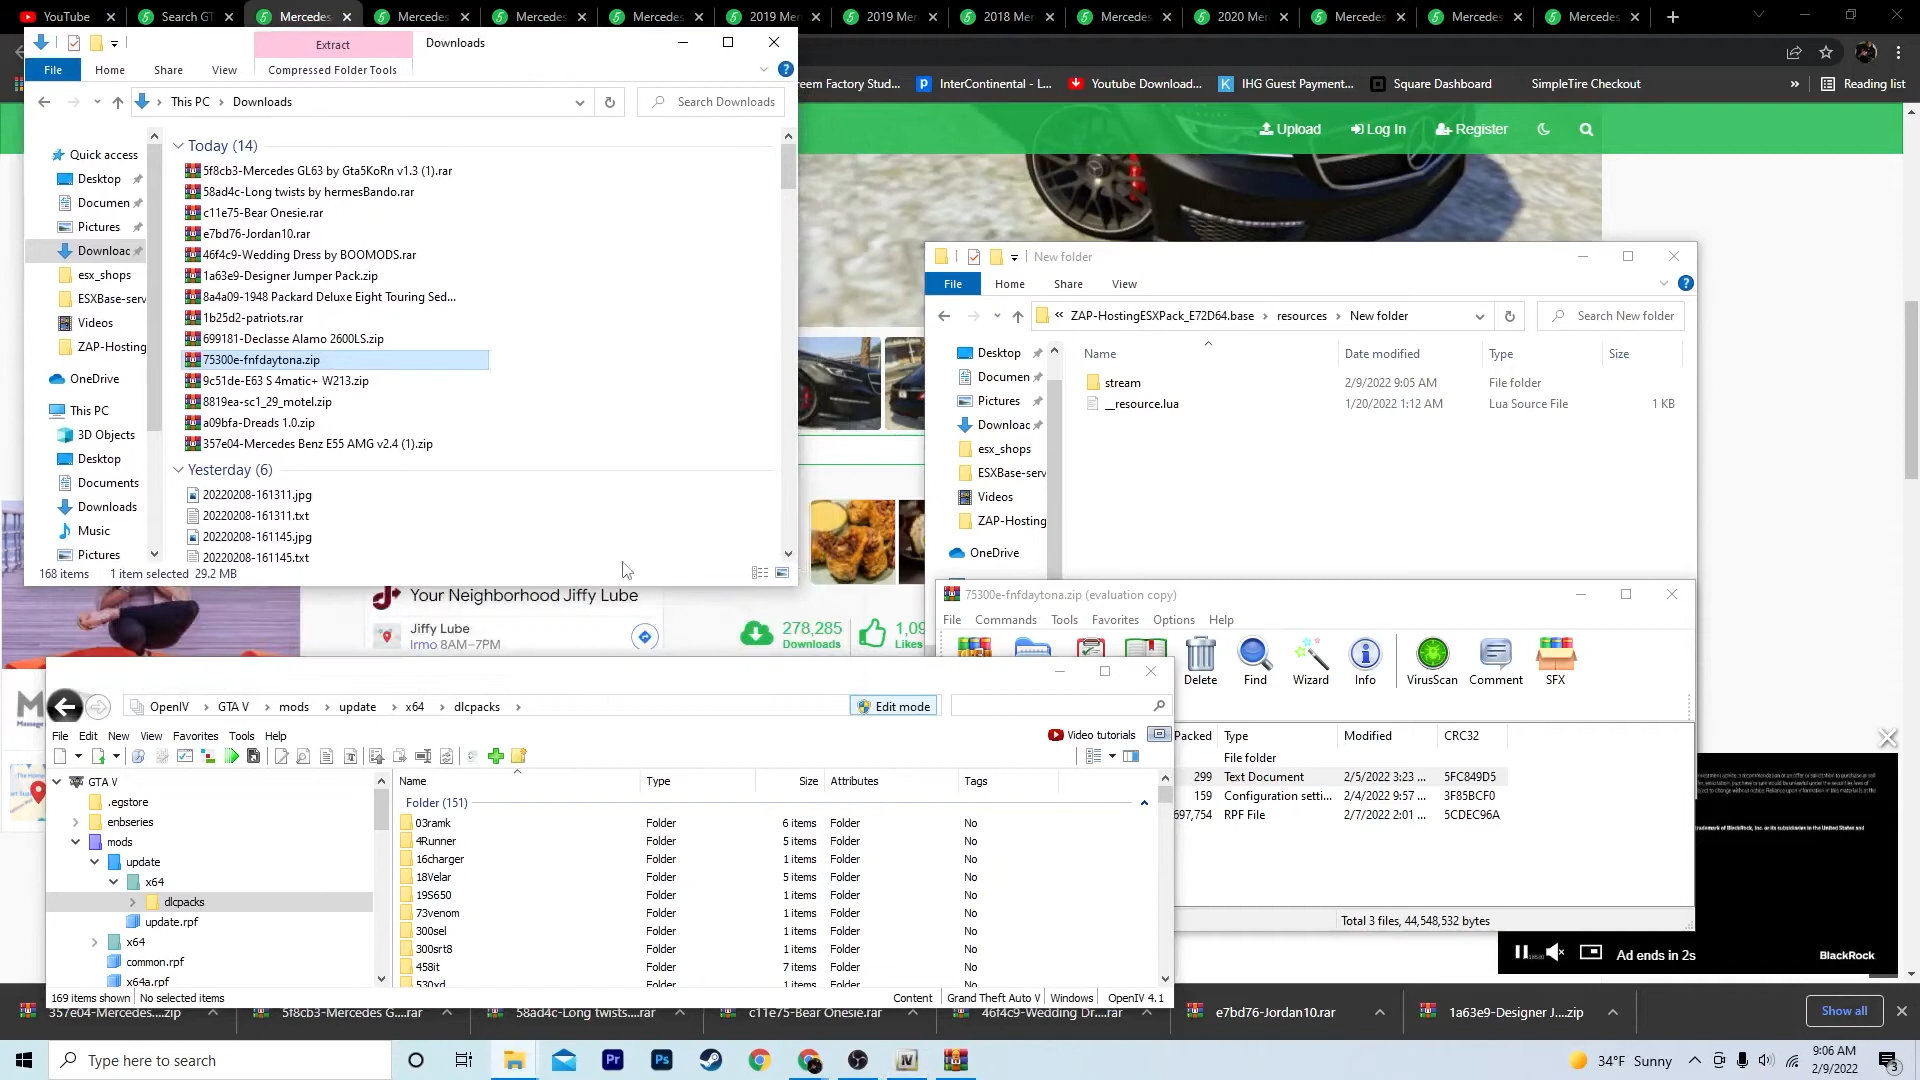 YouTube
Search GT
Mercedes
Mercedes
Mercedes
Mercedes
2019 Mer
2019 Mer
2018 Mer
Mercedes
2020 Mer
Mercedes
Mercedes
Mercedes
reem Factory Stud...
InterContinental - L...
Youtube Download...
IHG Guest Payment...
Square Dashboard
SimpleTire Checkout
Reading list
Upload
Log In
Register
Extract
Downloads
File
Home
Share
View
Compressed Folder Tools
This PC
Downloads
Search Downloads
Quick access
Desktop
Documen
Pictures
Downloac
esx_shops
ESXBase-serv
Videos
ZAP-Hosting
OneDrive
This PC
3D Objects
Desktop
Documents
Downloads
Music
Pictures
Today (14)
5f8cb3-Mercedes GL63 by Gta5KoRn v1.3 (1).rar
58ad4c-Long twists by hermesBando.rar
c11e75-Bear Onesie.rar
e7bd76-Jordan10.rar
46f4c9-Wedding Dress by BOOMODS.rar
1a63e9-Designer Jumper Pack.zip
8a4a09-1948 Packard Deluxe Eight Touring Sed...
1b25d2-patriots.rar
699181-Declasse Alamo 2600LS.zip
75300e-fnfdaytona.zip
9c51de-E63 S 4matic+ W213.zip
8819ea-sc1_29_motel.zip
a09bfa-Dreads 1.0.zip
357e04-Mercedes Benz E55 AMG v2.4 (1).zip
Yesterday (6)
20220208-161311.jpg
20220208-161311.txt
20220208-161145.jpg
20220208-161145.txt
168 items
1 item selected 29.2 MB
New folder
File
Home
Share
View
ZAP-HostingESXPack_E72D64.base
resources
New folder
Search New folder
Desktop
Documen
Pictures
Downloac
esx_shops
ESXBase-serv
Videos
ZAP-Hosting
OneDrive
Name
Date modified
Type
Size
stream
2/9/2022 9:05 AM
File folder
__resource.lua
1/20/2022 1:12 AM
Lua Source File
1 KB
Your Neighborhood Jiffy Lube
Jiffy Lube
Irmo 8AM–7PM
278,285
Downloads
1,09
Likes
75300e-fnfdaytona.zip (evaluation copy)
File
Commands
Tools
Favorites
Options
Help
Delete
Find
Wizard
Info
VirusScan
Comment
SFX
Packed
Type
Modified
CRC32
File folder
299
Text Document
2/5/2022 3:23 ...
5FC849D5
159
Configuration setti...
2/4/2022 9:57 ...
3F85BCF0
697,754
RPF File
2/7/2022 2:01 ...
5CDEC96A
Total 3 files, 44,548,532 bytes
OpenIV
GTA V
mods
update
x64
dlcpacks
Edit mode
File
Edit
New
View
Favorites
Tools
Help
Video tutorials
GTA V
.egstore
enbseries
mods
update
x64
dlcpacks
update.rpf
x64
common.rpf
x64a.rpf
Name
Type
Size
Attributes
Tags
Folder (151)
03ramk Folder 6 items Folder No
4Runner Folder 5 items Folder No
16charger Folder 1 items Folder No
18Velar Folder 5 items Folder No
19S650 Folder 1 items Folder No
73venom Folder 1 items Folder No
300sel Folder 1 items Folder No
300srt8 Folder 1 items Folder No
458it Folder 7 items Folder No
530xd Folder 1 items Folder No
169 items shown
No selected items
Content
Grand Theft Auto V
Windows
OpenIV 4.1
Ad ends in 2s
BlackRock
357e04-Mercedes....zip
5f8cb3-Mercedes G....rar
58ad4c-Long twists....rar
c11e75-Bear Onesie.rar
46f4c9-Wedding Dr....rar
e7bd76-Jordan10.rar
1a63e9-Designer J....zip
Show all
Type here to search
34°F Sunny
9:06 AM
2/9/2022
3